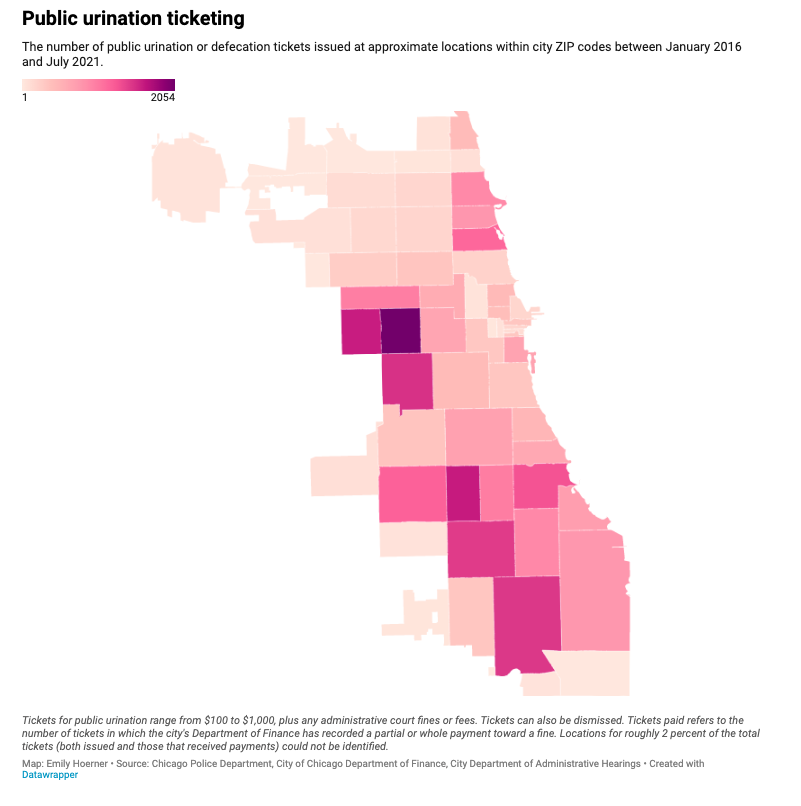 Public urination ticketing
The number of public urination or defecation tickets issued at approximate locations within city ZIP codes between January 2016
and July 2021.
1 2054
Tickets for public urination range from $100 to $1,000, plus any administrative court fines or fees. Tickets can also be dismissed. Tickets paid refers to the
number of tickets in which the city's Department of Finance has recorded a partial or whole payment toward a fine. Locations for roughly 2 percent of the total
tickets (both issued and those that received payments) could not be identified.
Map: Emily Hoerner • Source: Chicago Police Department, City of Chicago Department of Finance, City Department of Administrative Hearings • Created with
Datawrapper